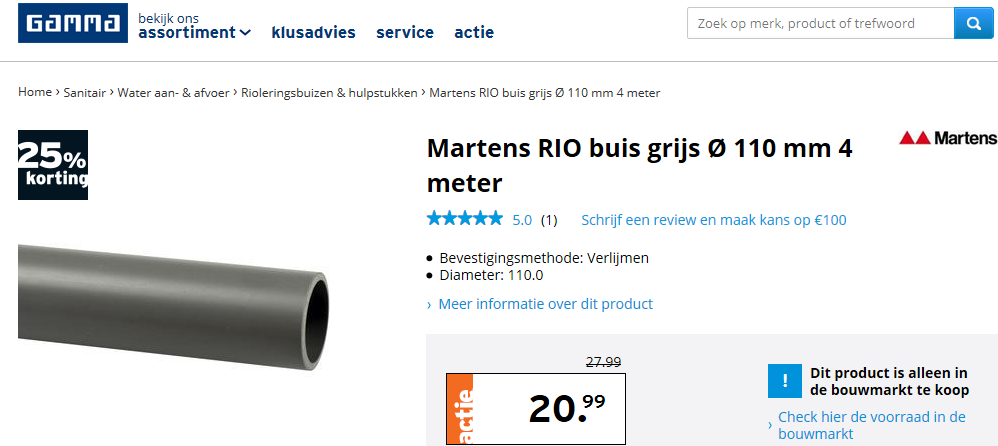 GAMMA
bekijk ons
assortiment
klusadvies
service
actie
Zoek op merk, product of trefwoord
Home › Sanitair › Water aan- & afvoer › Rioleringsbuizen & hulpstukken › Martens RIO buis grijs Ø 110 mm 4 meter
25%
korting
Martens RIO buis grijs Ø 110 mm 4
meter
Martens
5.0 (1) Schrijf een review en maak kans op €100
• Bevestigingsmethode: Verlijmen
• Diameter: 110.0
› Meer informatie over dit product
27.99
actie
20.99
!
Dit product is alleen in
de bouwmarkt te koop
› Check hier de voorraad in de
bouwmarkt